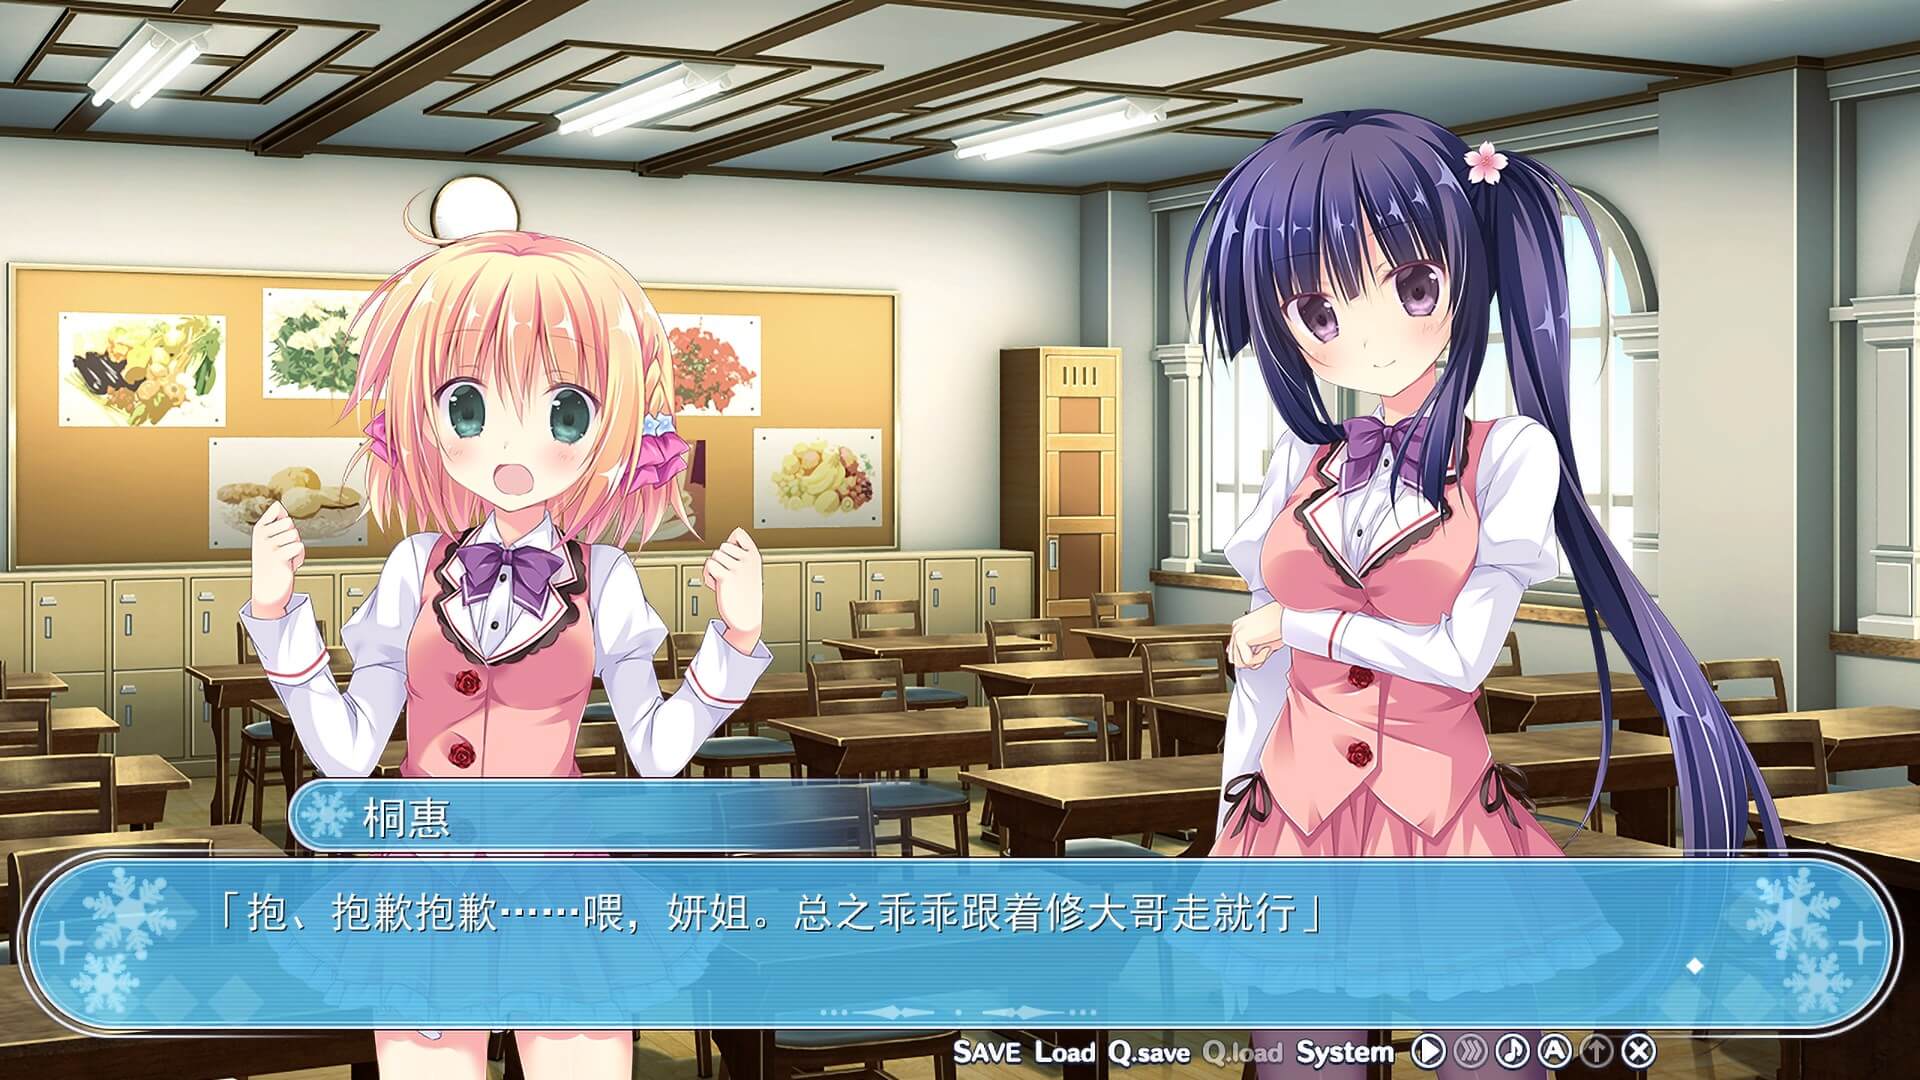 桐惠
「抱、抱歉抱歉……喂，妍姐。总之乖乖跟着修大哥走就行」
SAVE Load Q.save Q.load System A